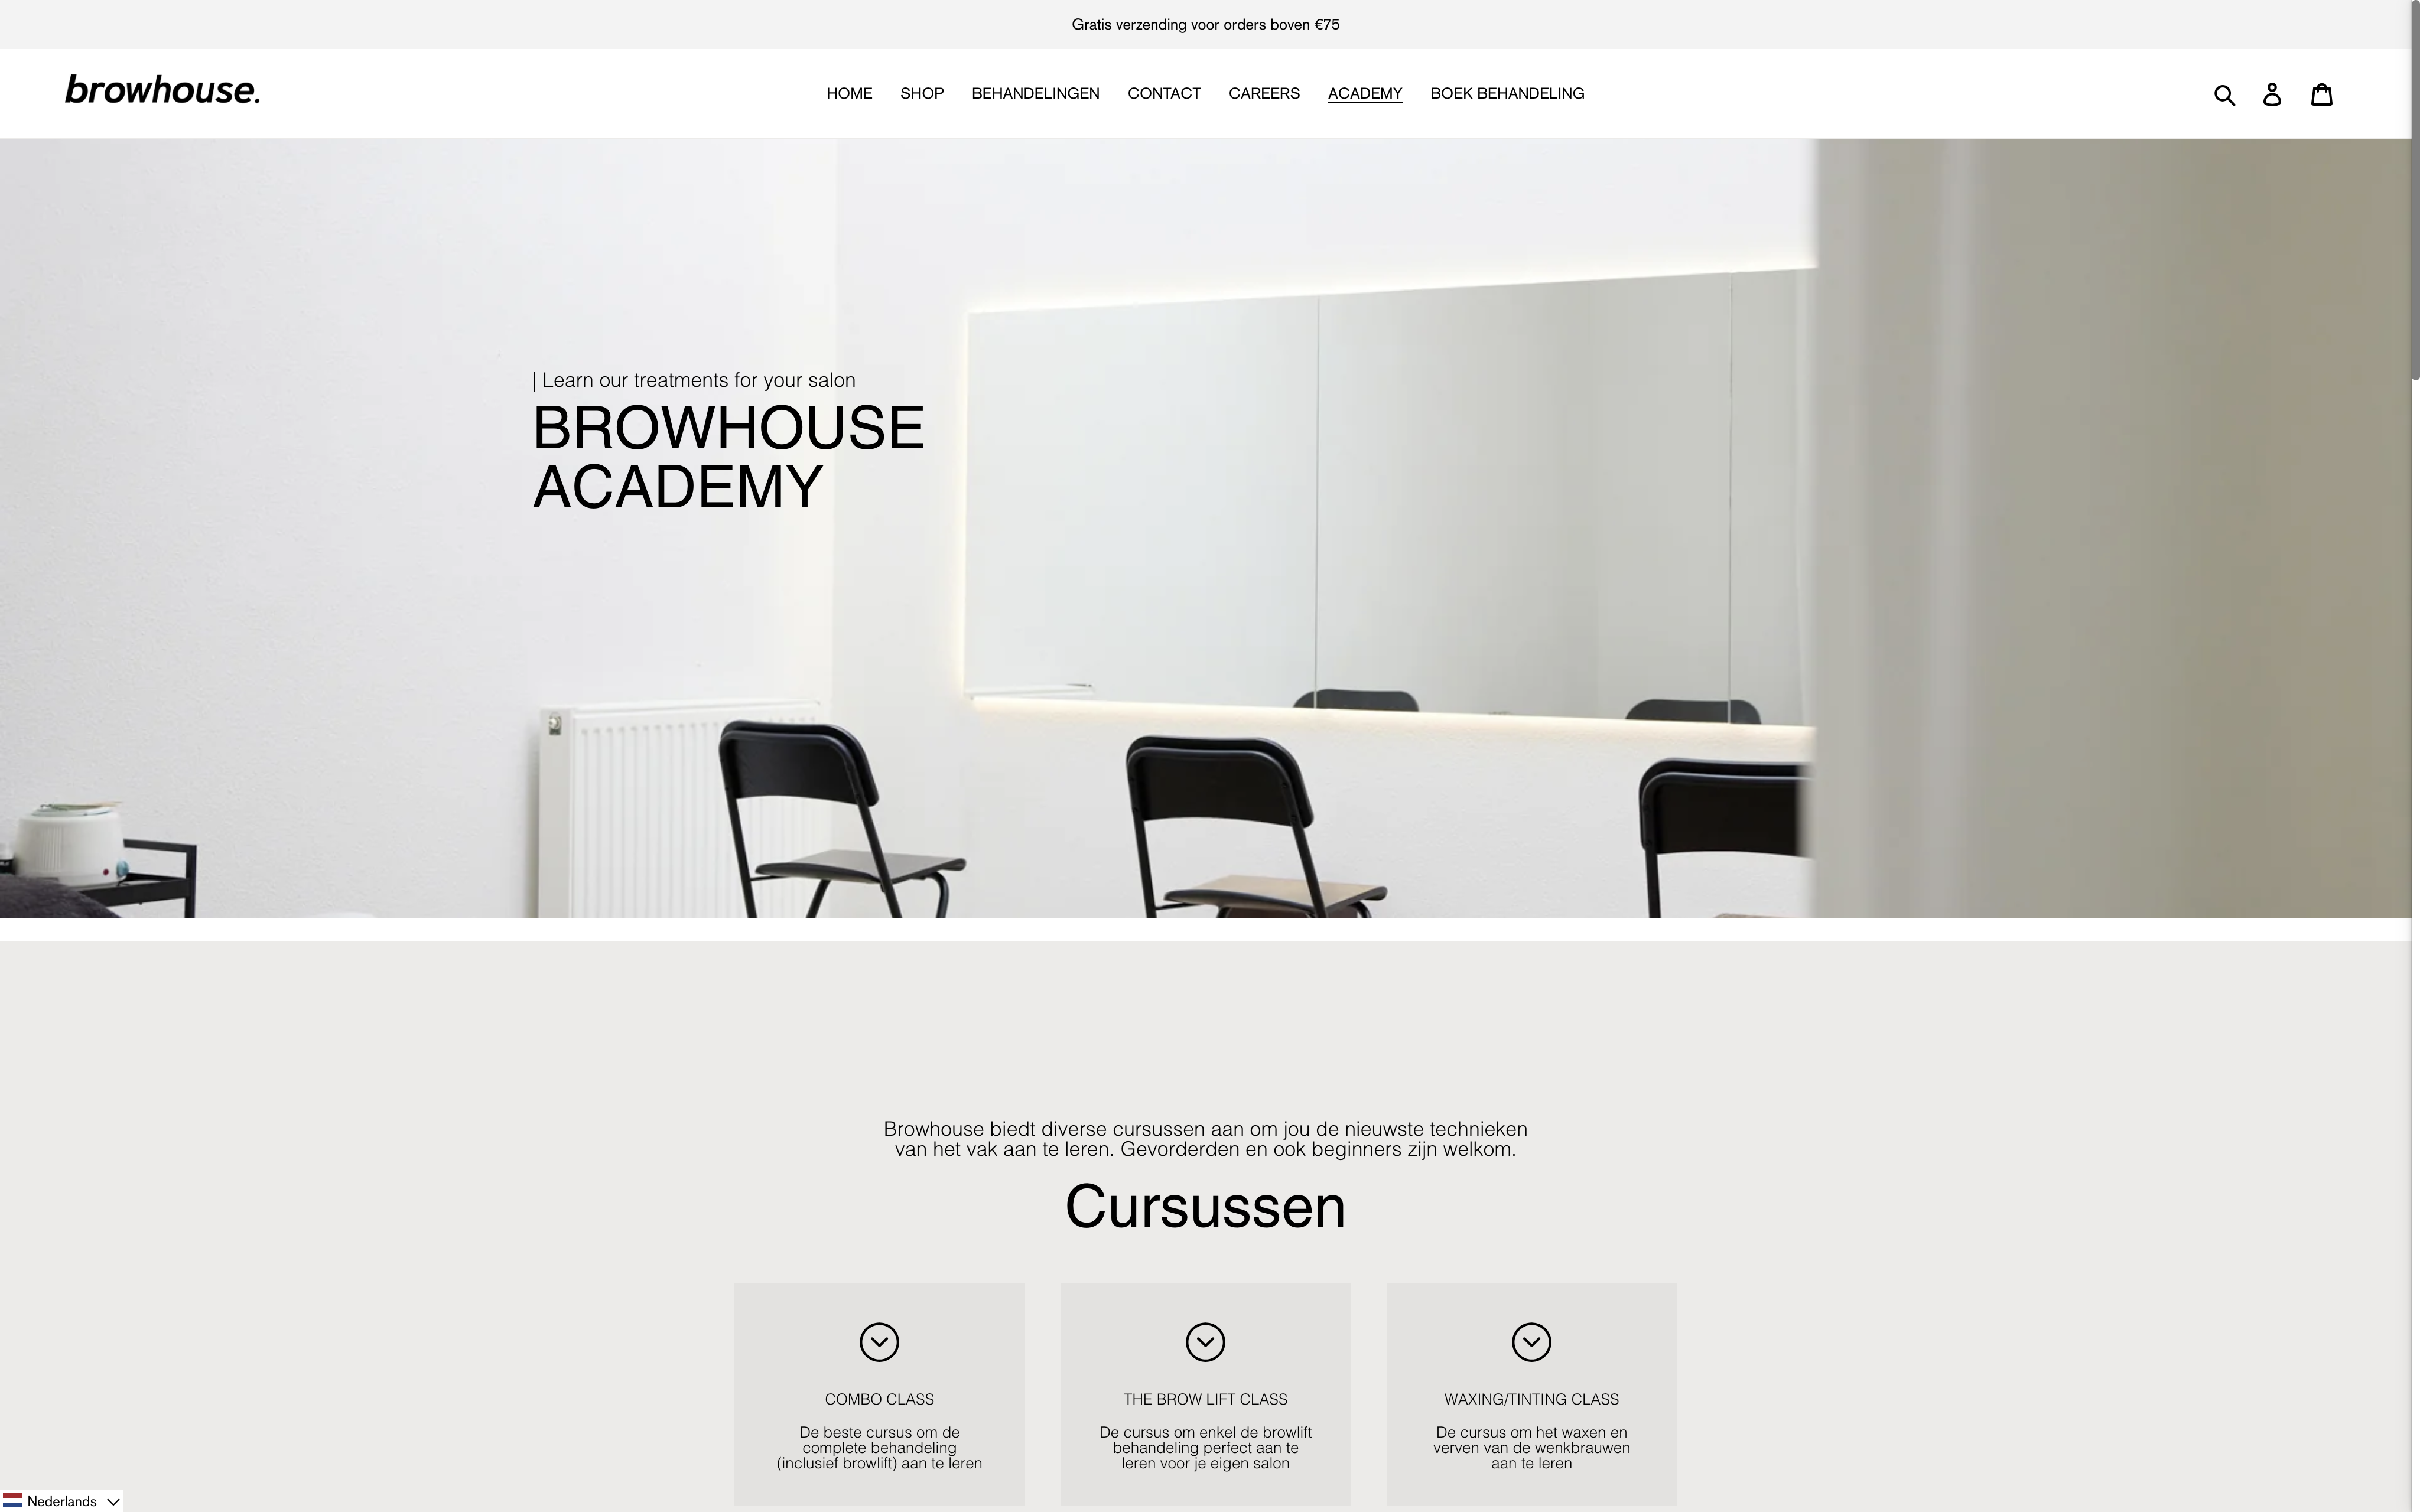 Gratis verzending voor orders boven €75
browhouse.
HOME SHOP BEHANDELINGEN CONTACT CAREERS ACADEMY BOEK BEHANDELING
| Learn our treatments for your salon
BROWHOUSE
ACADEMY
Browhouse biedt diverse cursussen aan om jou de nieuwste technieken
van het vak aan te leren. Gevorderden en ook beginners zijn welkom.
Cursussen
COMBO CLASS
De beste cursus om de
complete behandeling
(inclusief browlift) aan te leren
THE BROW LIFT CLASS
De cursus om enkel de browlift
behandeling perfect aan te
leren voor je eigen salon
WAXING/TINTING CLASS
De cursus om het waxen en
verven van de wenkbrauwen
aan te leren
Nederlands